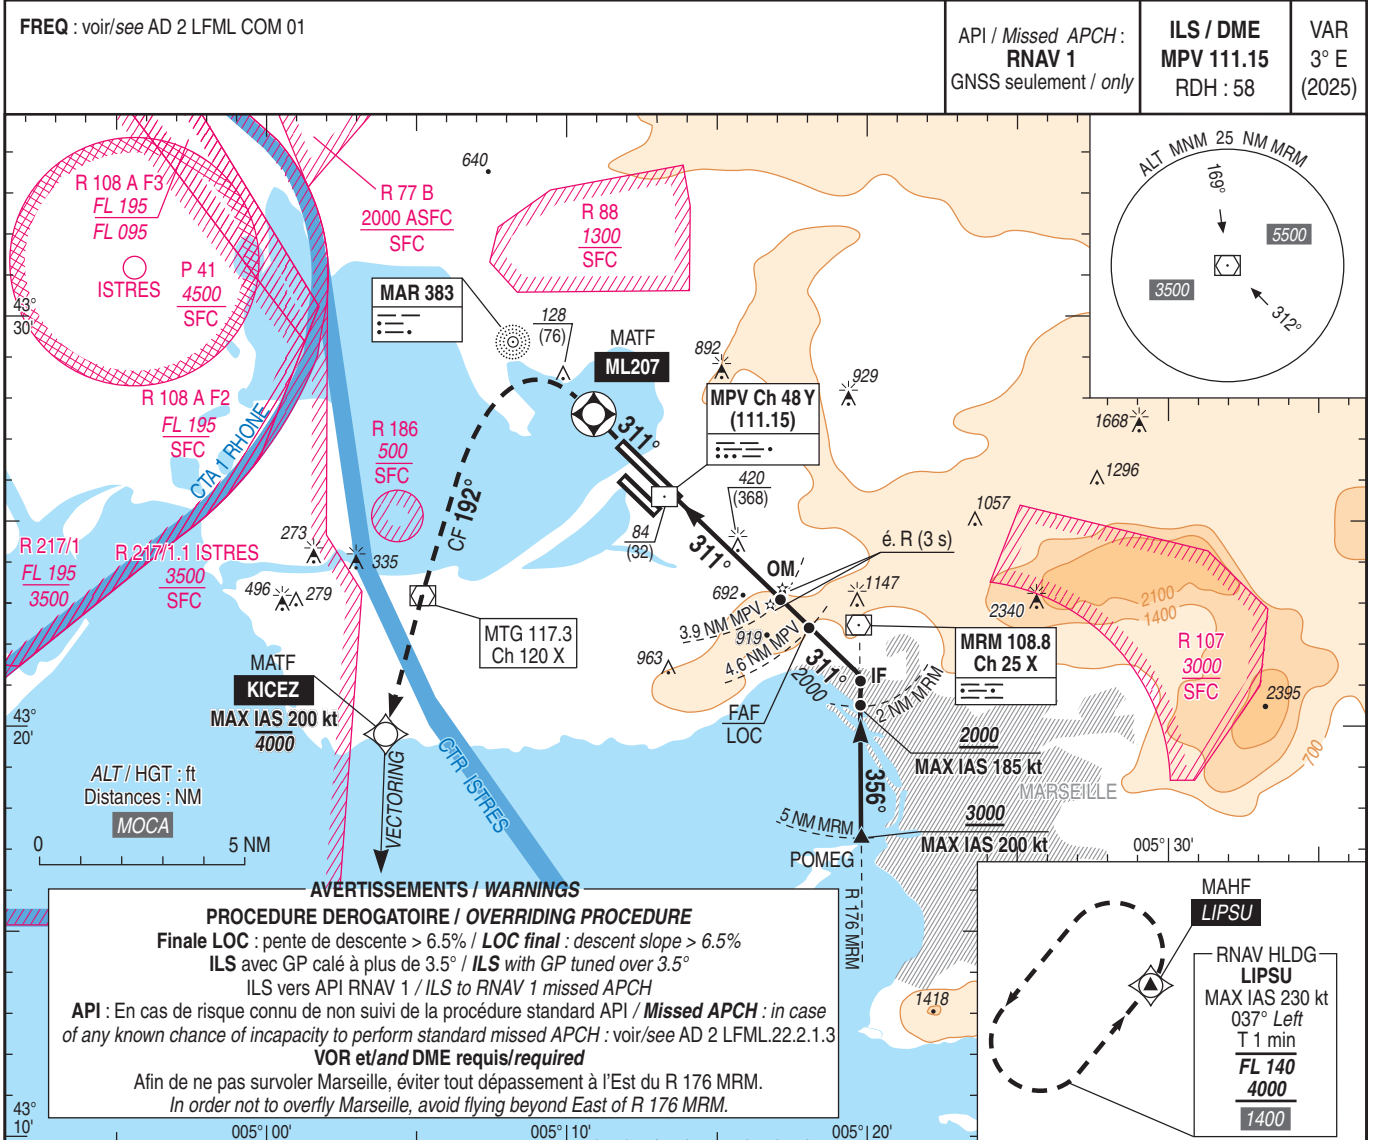 FREQ : voir/see AD 2 LFML COM 01
API / Missed APCH :
RNAV 1
GNSS seulement / only
ILS / DME
MPV 111.15
RDH : 58
VAR
3° E
(2025)
ALT MNM 25 NM MRM
169°
5500
3500
312°
R 108 A F3
FL 195
FL 095
ISTRES
P 41
4500
SFC
43°
30'
R 77 B
2000 ASFC
SFC
640
R 88
1300
SFC
MAR 383
128
(76)
MATF
ML207
892
929
MPV Ch 48 Y
(111.15)
1668
1296
R 108 A F2
FL 195
SFC
CTA 1 RHONE
R 186
500
SFC
311°
CF 192°
420
(368)
84
(32)
1057
273
335
R 217/1
FL 195
3500
R 217/1.1 ISTRES
3500
SFC
496
279
311°
é. R (3 s)
OM
692
1147
3.9 NM MPV
919
4.6 NM MPV
963
2340
2100
1400
MTG 117.3
Ch 120 X
MRM 108.8
Ch 25 X
R 107
3000
SFC
2395
700
MATF
KICEZ
MAX IAS 200 kt
4000
311°
2000
IF
2 NM MRM
FAF
LOC
43°
20'
2000
MAX IAS 185 kt
CTR ISTRES
VECTORING
ALT / HGT : ft
Distances : NM
MOCA
0
5 NM
356°
MARSEILLE
5 NM MRM
3000
MAX IAS 200 kt
POMEG
005° 30'
R 176 MRM
1418
AVERTISSEMENTS / WARNINGS
PROCEDURE DEROGATOIRE / OVERRIDING PROCEDURE
Finale LOC : pente de descente > 6.5% / LOC final : descent slope > 6.5%
ILS avec GP calé à plus de 3.5° / ILS with GP tuned over 3.5°
ILS vers API RNAV 1 / ILS to RNAV 1 missed APCH
API : En cas de risque connu de non suivi de la procédure standard API / Missed APCH : in case
of any known chance of incapacity to perform standard missed APCH : voir/see AD 2 LFML.22.2.1.3
VOR et/and DME requis/required
Afin de ne pas survoler Marseille, éviter tout dépassement à l'Est du R 176 MRM.
In order not to overfly Marseille, avoid flying beyond East of R 176 MRM.
MAHF
LIPSU
RNAV HLDG
LIPSU
MAX IAS 230 kt
037° Left
T 1 min
FL 140
4000
1400
43°
10'
005° 00'
005° 10'
005° 20'